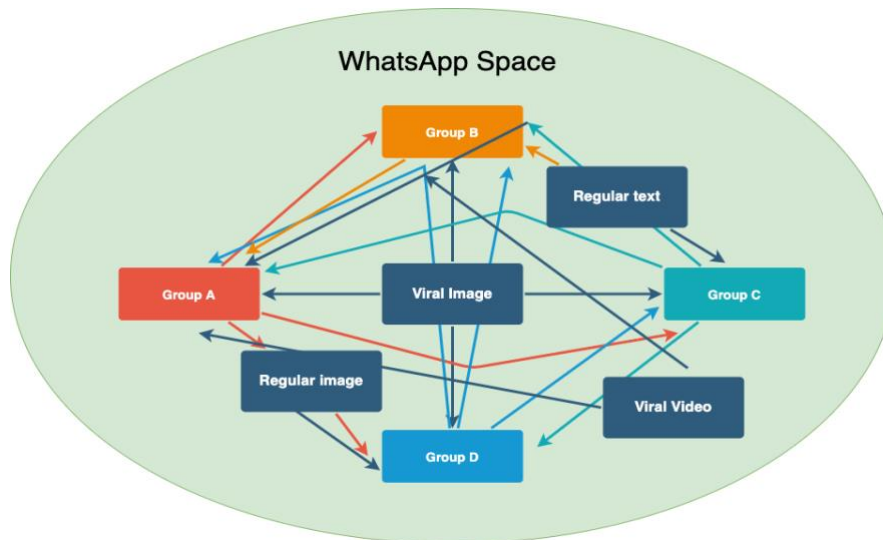 WhatsApp Space
Group B
Regular text
Group A
Viral Image
Group C
Regular image
Viral Video
Group D